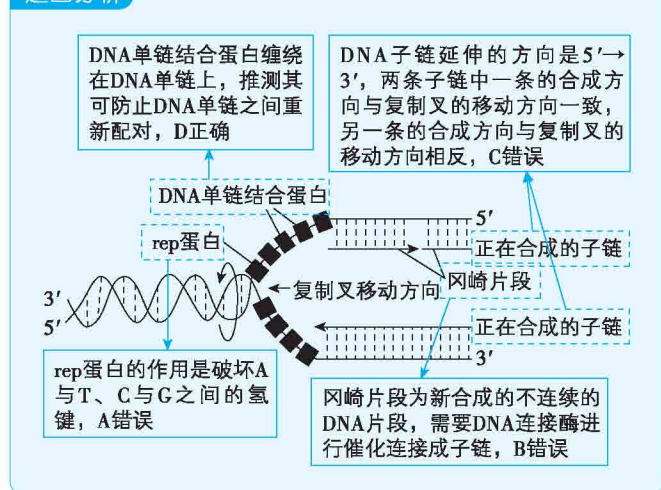 DNA单链结合蛋白缠绕
在DNA单链上，推测其
可防止DNA单链之间重
新配对，D正确
DNA子链延伸的方向是5′→
3′，两条子链中一条的合成方
向与复制叉的移动方向一致，
另一条的合成方向与复制叉的
移动方向相反，C错误
DNA单链结合蛋白
rep蛋白
5′
正在合成的子链
冈崎片段
←复制叉移动方向
3′
5′
正在合成的子链
3′
rep蛋白的作用是破坏A
与T、C与G之间的氢
键，A错误
冈崎片段为新合成的不连续的
DNA片段，需要DNA连接酶进
行催化连接成子链，B错误